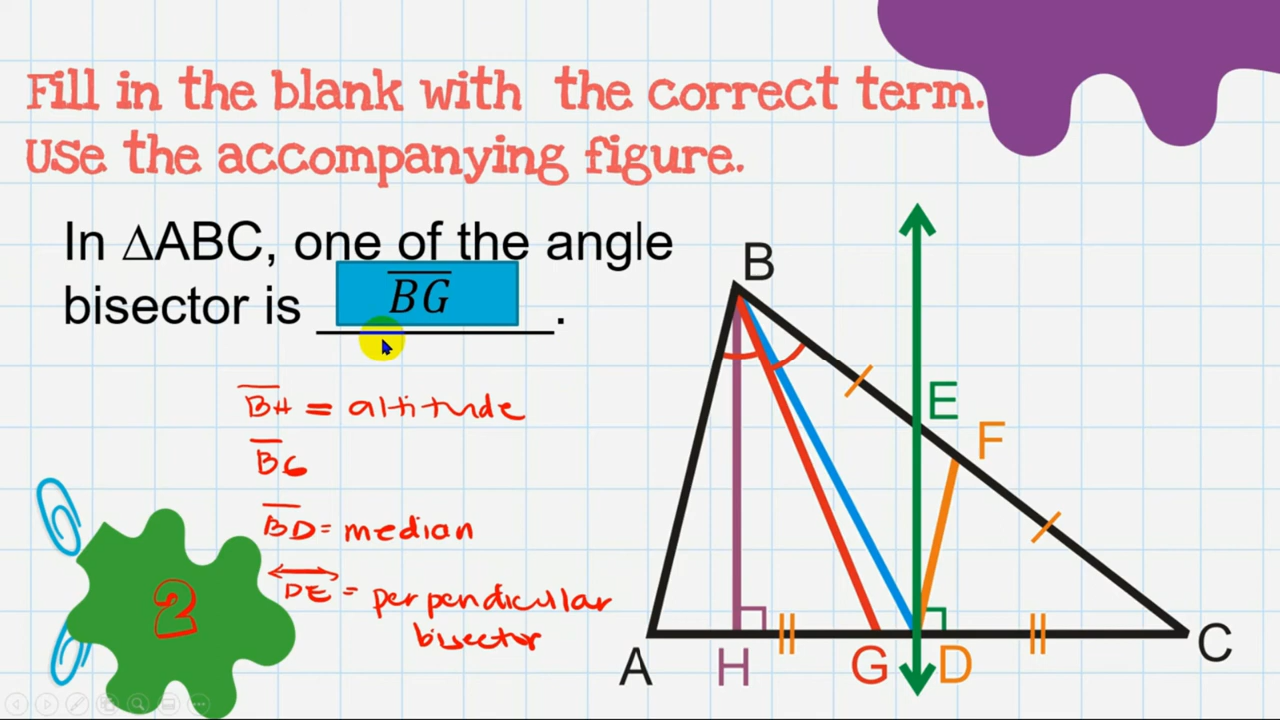 Fill in the blank with the correct term.
Use the accompanying figure.
In ΔABC, one of the angle
bisector is BG .
BH = altitude
BG
BD = median
DE = perpendicular
bisector
2
B
E
F
A
H
G
D
C